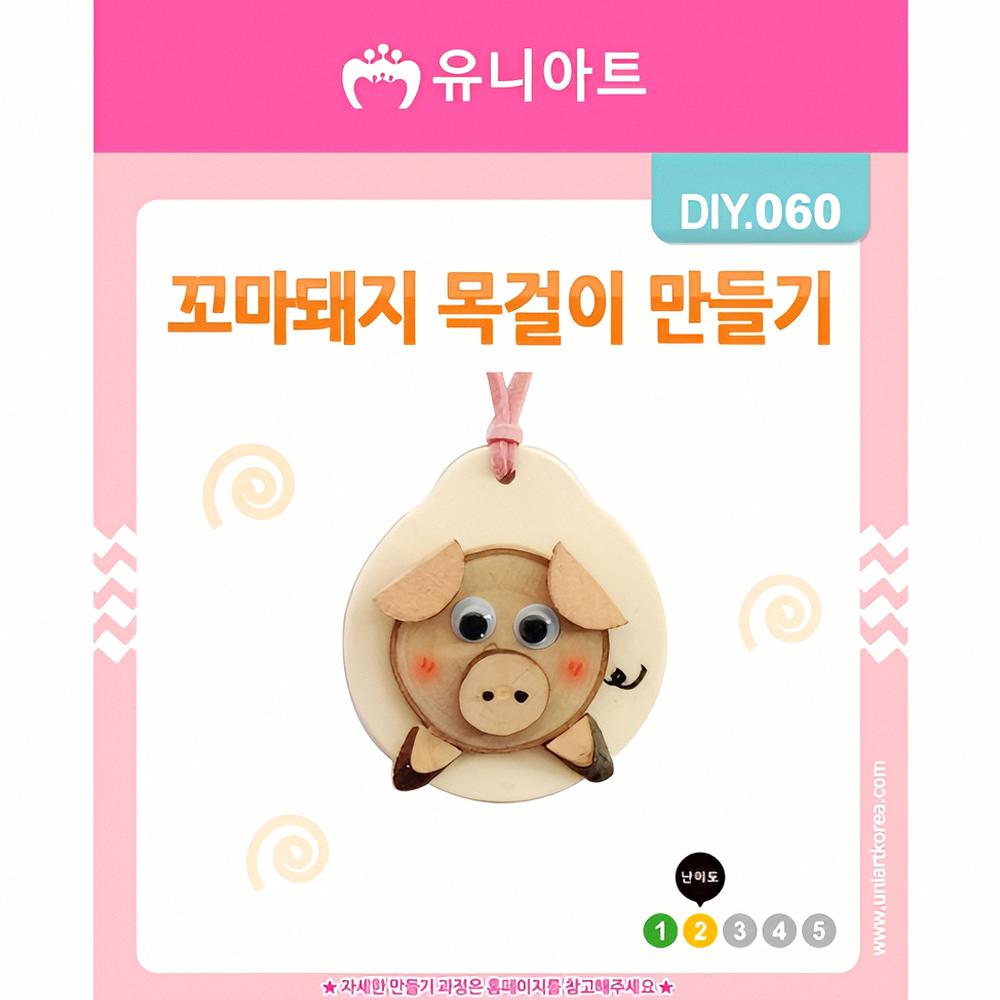 유니아트
DIY.060
꼬마돼지 목걸이 만들기
난이도
1 2 3 4 5
www.uniartkorea.com
★ 자세한 만들기 과정은 홈페이지를 참고해주세요 ★